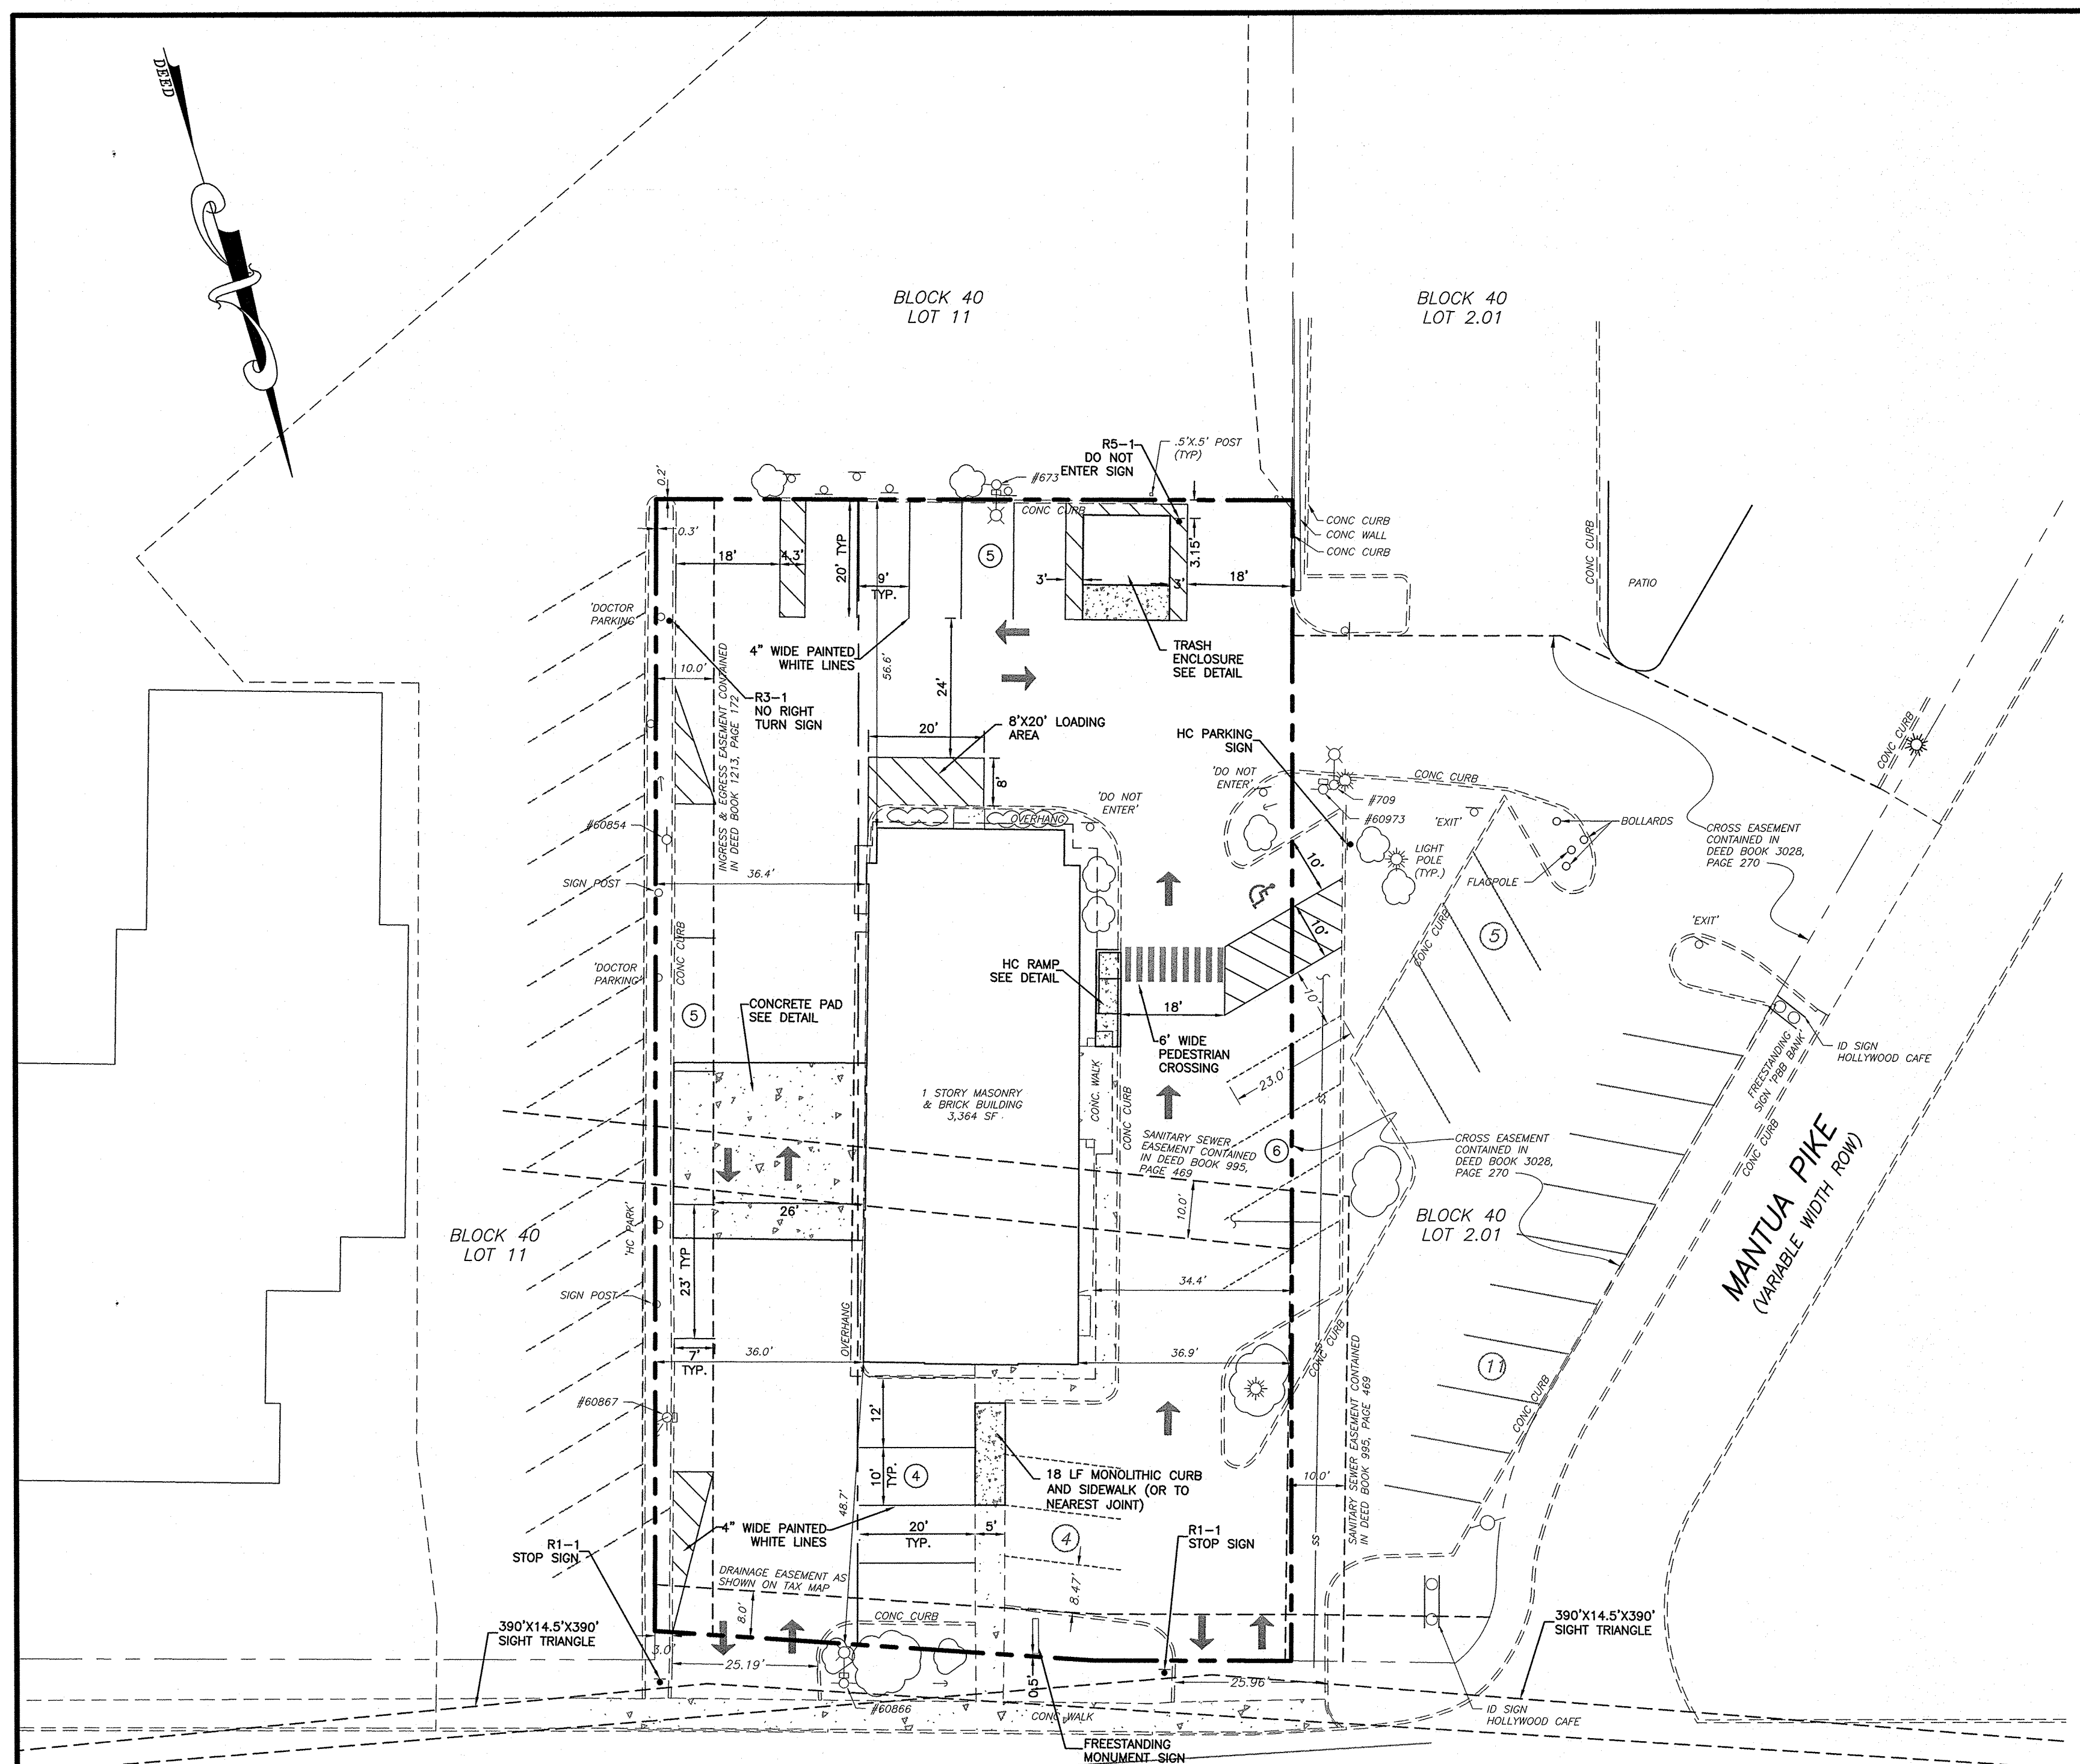 DEED
BLOCK 40
LOT 11
BLOCK 40
LOT 2.01
R5-1
DO NOT
ENTER SIGN
.5'X.5' POST
(TYP)
#673
CONC CURB
0.2'
0.3'
CONC CURB
CONC WALL
CONC CURB
CONC CURB
PATIO
18'
4.3'
20' TYP
9'
TYP.
5
3'
3'
3.15'
18'
'DOCTOR
PARKING'
10.0'
4" WIDE PAINTED
WHITE LINES
56.6'
24'
TRASH
ENCLOSURE
SEE DETAIL
R3-1
NO RIGHT
TURN SIGN
INGRESS & EGRESS EASEMENT CONTAINED
IN DEED BOOK 1213, PAGE 172
20'
8'X20' LOADING
AREA
8'
HC PARKING
SIGN
'DO NOT
ENTER'
'DO NOT
ENTER'
OVERHANG
CONC CURB
#709
#60973
'EXIT'
BOLLARDS
LIGHT
POLE
(TYP.)
FLAGPOLE
CONC CURB
CROSS EASEMENT
CONTAINED IN
DEED BOOK 3028,
PAGE 270
#60854
36.4'
SIGN POST
CONC CURB
10'
10'
CONC CURB
5
'EXIT'
'DOCTOR
PARKING'
HC RAMP
SEE DETAIL
18'
10'
CONCRETE PAD
SEE DETAIL
5
6' WIDE
PEDESTRIAN
CROSSING
23.0'
FREESTANDING
SIGN 'PBB BANK'
CONC CURB
ID SIGN
HOLLYWOOD CAFE
1 STORY MASONRY
& BRICK BUILDING
3,364 SF
CONC. WALK
CONC CURB
SS
SANITARY SEWER
EASEMENT CONTAINED
IN DEED BOOK 995,
PAGE 469
6
CROSS EASEMENT
CONTAINED IN
DEED BOOK 3028,
PAGE 270
MANTUA PIKE
(VARIABLE WIDTH ROW)
26'
10.0'
BLOCK 40
LOT 11
'HC PARK'
BLOCK 40
LOT 2.01
23' TYP
SIGN POST
34.4'
OVERHANG
36.0'
7'
TYP.
36.9'
CONC CURB
SS
11
CONC CURB
#60867
12'
10'
TYP.
4
18 LF MONOLITHIC CURB
AND SIDEWALK (OR TO
NEAREST JOINT)
10.0'
SANITARY SEWER EASEMENT CONTAINED
IN DEED BOOK 995, PAGE 469
48.7'
4" WIDE PAINTED
WHITE LINES
20'
TYP.
5'
4
R1-1
STOP SIGN
R1-1
STOP SIGN
SS
DRAINAGE EASEMENT AS
SHOWN ON TAX MAP
8.0'
8.47'
CONC CURB
390'X14.5'X390'
SIGHT TRIANGLE
390'X14.5'X390'
SIGHT TRIANGLE
3.0'
25.19'
0.5'
25.96'
#60866
CONC WALK
ID SIGN
HOLLYWOOD CAFE
FREESTANDING
MONUMENT SIGN